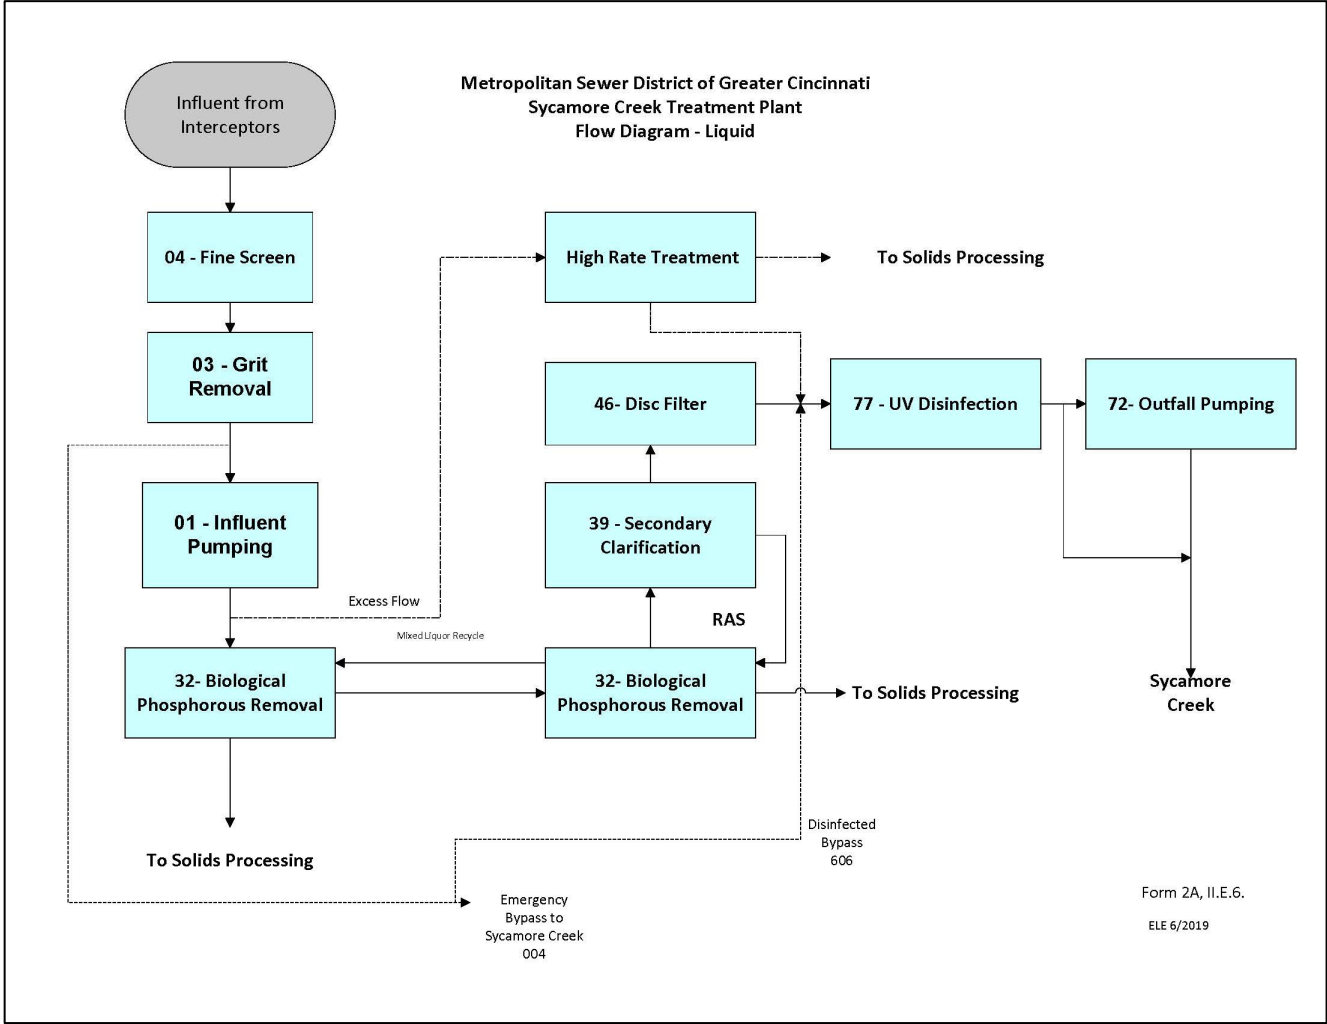 Metropolitan Sewer District of Greater Cincinnati
Sycamore Creek Treatment Plant
Flow Diagram - Liquid
Influent from
Interceptors
04 - Fine Screen
High Rate Treatment
To Solids Processing
03 - Grit
Removal
46- Disc Filter
77 - UV Disinfection
72- Outfall Pumping
01 - Influent
Pumping
39 - Secondary
Clarification
Excess Flow
RAS
Mixed Liquor Recycle
32- Biological
Phosphorous Removal
32- Biological
Phosphorous Removal
To Solids Processing
Sycamore
Creek
To Solids Processing
Disinfected
Bypass
606
Emergency
Bypass to
Sycamore Creek
004
Form 2A, II.E.6.
ELE 6/2019